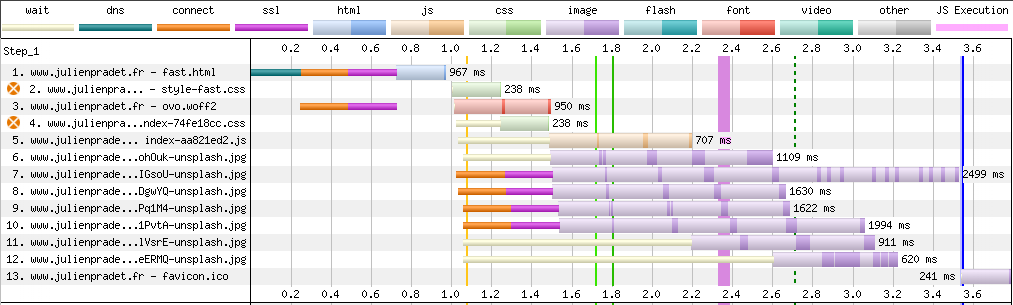 wait dns connect ssl html js css image flash font video other JS Execution
Step_1 0.2 0.4 0.6 0.8 1.0 1.2 1.4 1.6 1.8 2.0 2.2 2.4 2.6 2.8 3.0 3.2 3.4 3.6
1. www.julienpradet.fr - fast.html 967 ms
2. www.julienpra... - style-fast.css 238 ms
3. www.julienpradet.fr - ovo.woff2 950 ms
4. www.julienpra...ndex-74fe18cc.css 238 ms
5. www.julienprade... index-aa821ed2.js 707 ms
6. www.julienprade...ohOuk-unsplash.jpg 1109 ms
7. www.julienprade...IGsoU-unsplash.jpg 2499 ms
8. www.julienprade...DgwYQ-unsplash.jpg 1630 ms
9. www.julienprade...Pq1M4-unsplash.jpg 1622 ms
10. www.julienprade...1PvtA-unsplash.jpg 1994 ms
11. www.julienprade...lVsrE-unsplash.jpg 911 ms
12. www.julienprade...eERMQ-unsplash.jpg 620 ms
13. www.julienpradet.fr - favicon.ico 241 ms
0.2 0.4 0.6 0.8 1.0 1.2 1.4 1.6 1.8 2.0 2.2 2.4 2.6 2.8 3.0 3.2 3.4 3.6